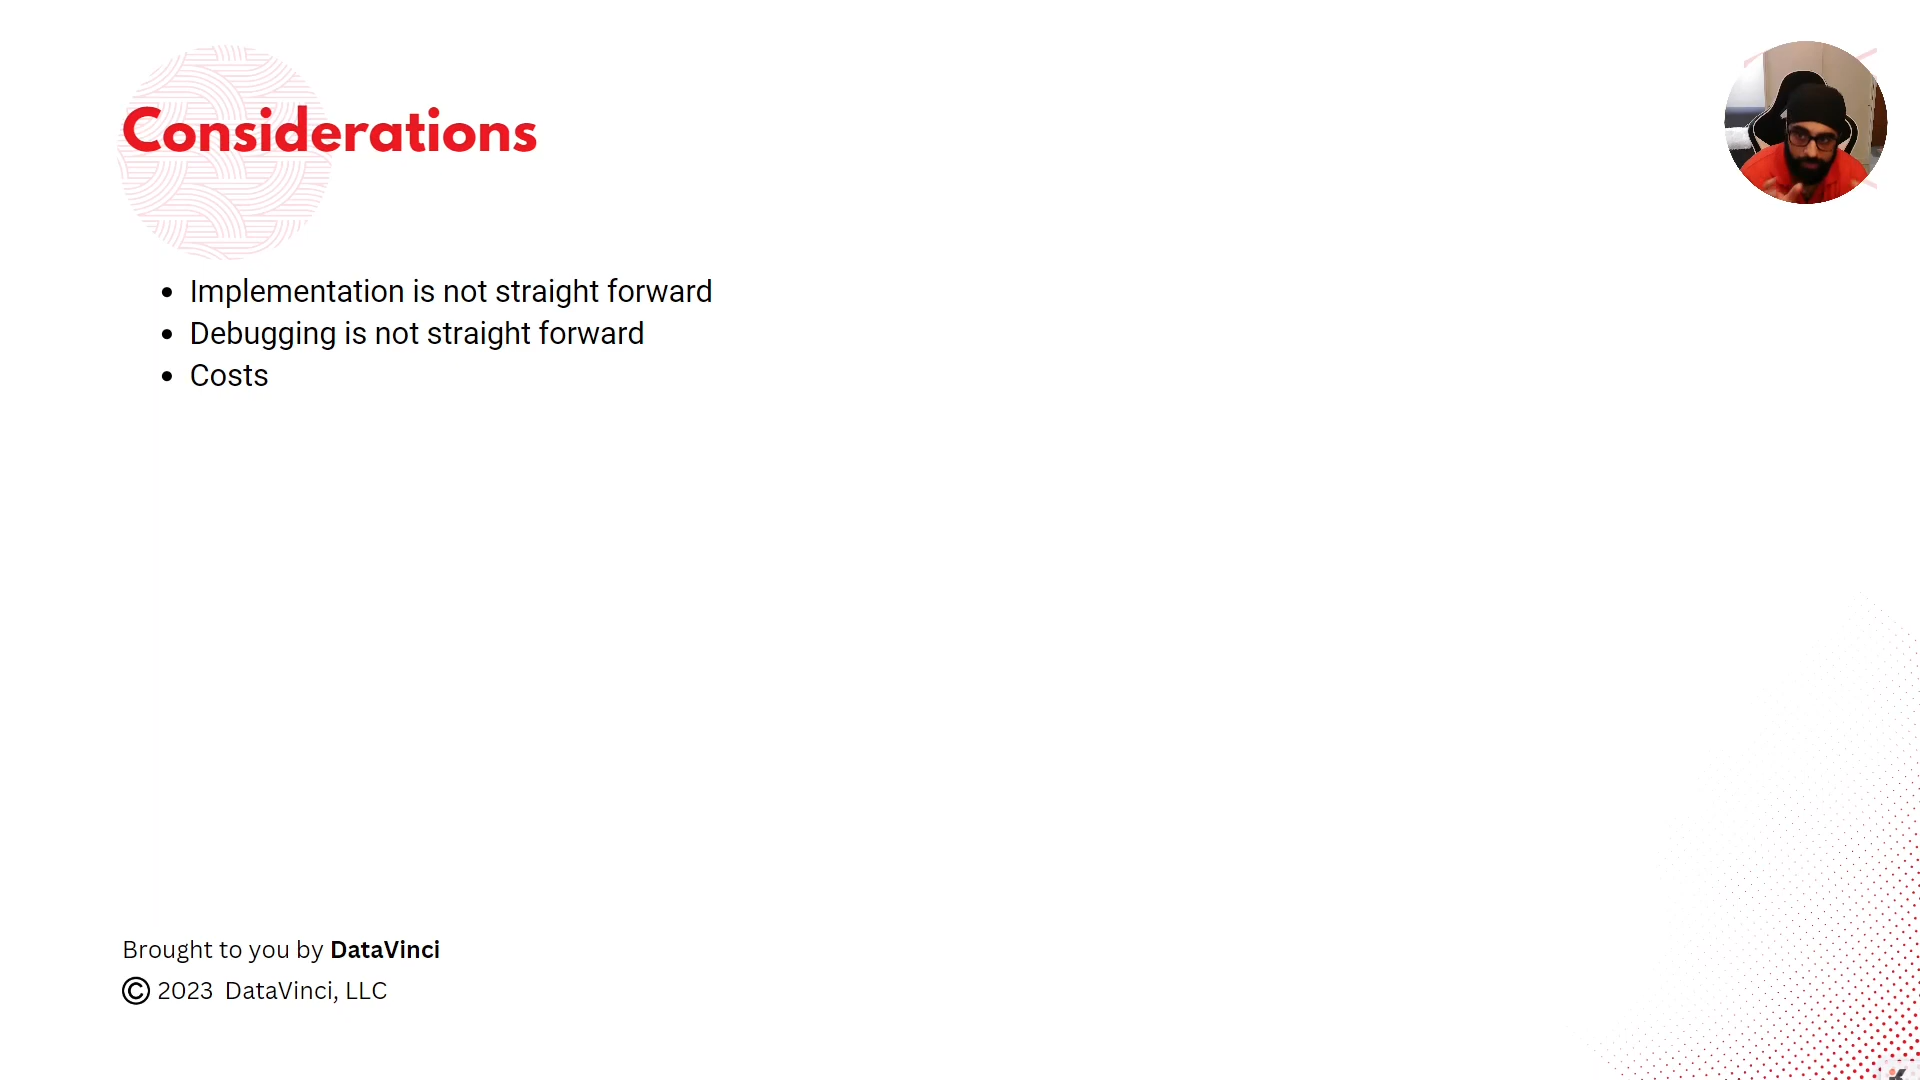 Considerations
• Implementation is not straight forward
• Debugging is not straight forward
• Costs
Brought to you by DataVinci
© 2023 DataVinci, LLC